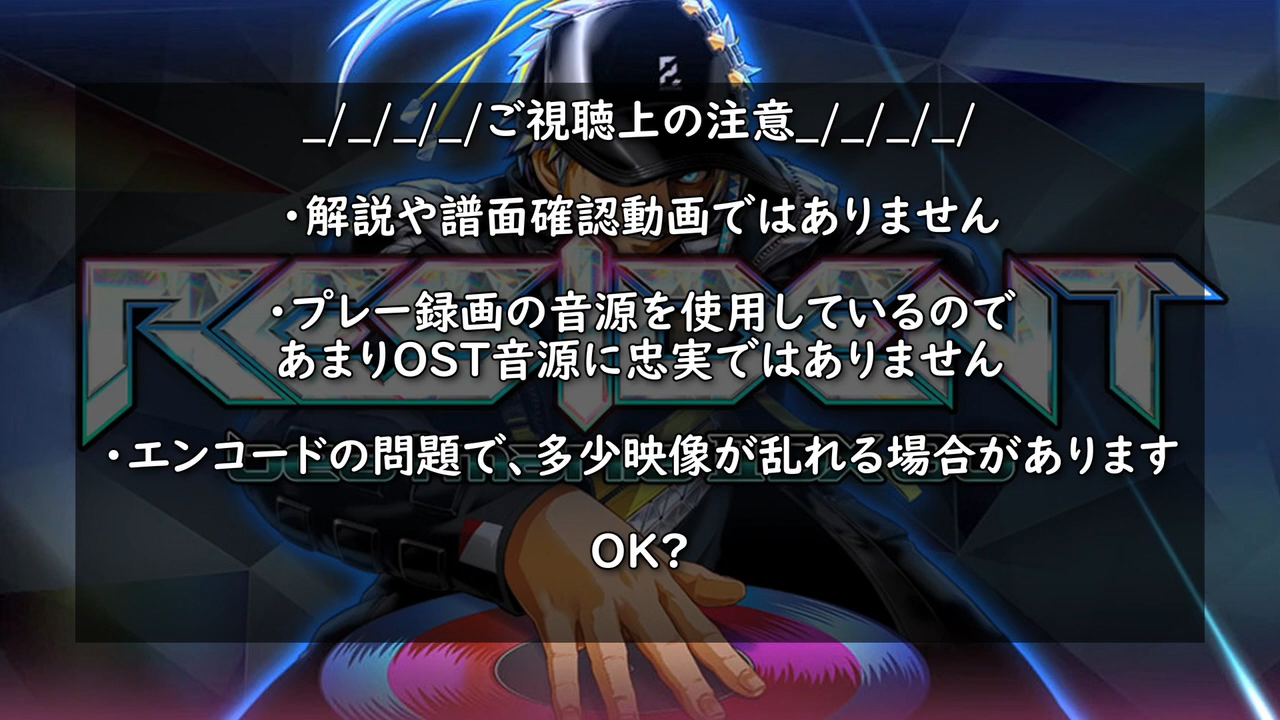 _/_/_/_/ご視聴上の注意_/_/_/_/
・解説や譜面確認動画ではありません
・プレー録画の音源を使用しているので
あまりOST音源に忠実ではありません
・エンコードの問題で、多少映像が乱れる場合があります
OK?
RESIDENT
beatmania IIDX 30